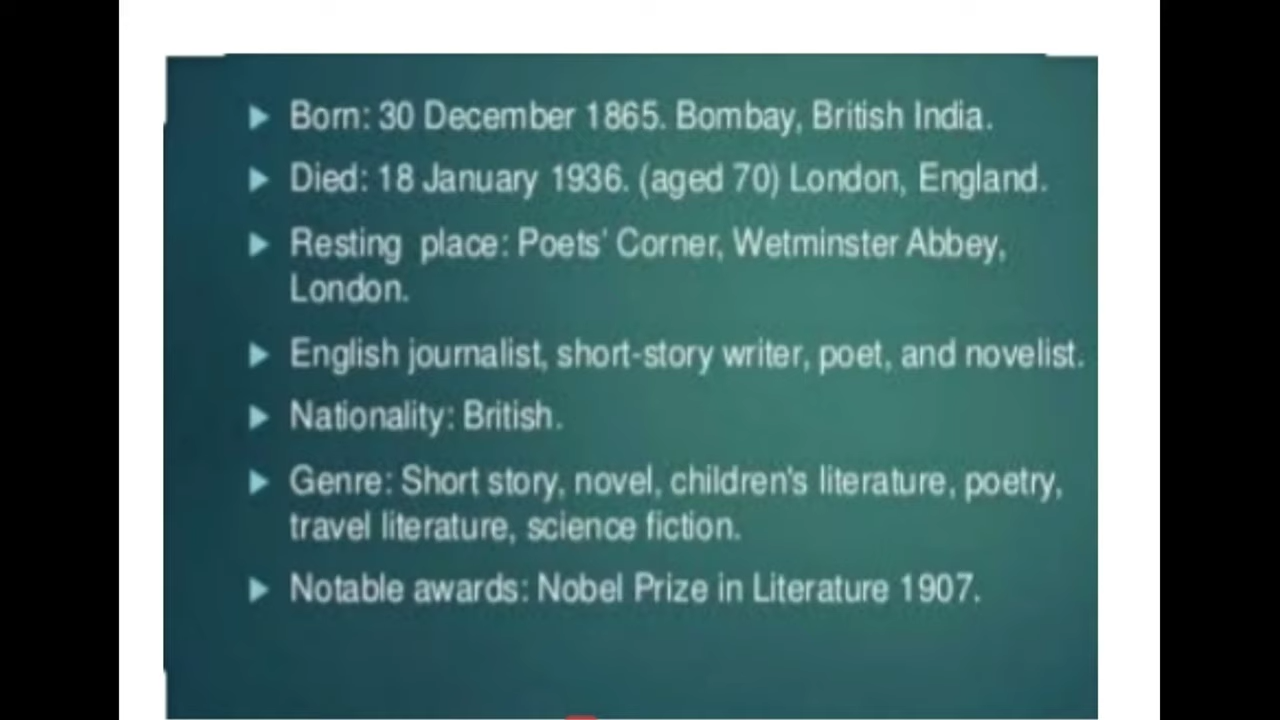 Born: 30 December 1865. Bombay, British India.
Died: 18 January 1936. (aged 70) London, England.
Resting place: Poets' Corner, Wetminster Abbey,
London.
English journalist, short-story writer, poet, and novelist.
Nationality: British.
Genre: Short story, novel, children's literature, poetry,
travel literature, science fiction.
Notable awards: Nobel Prize in Literature 1907.